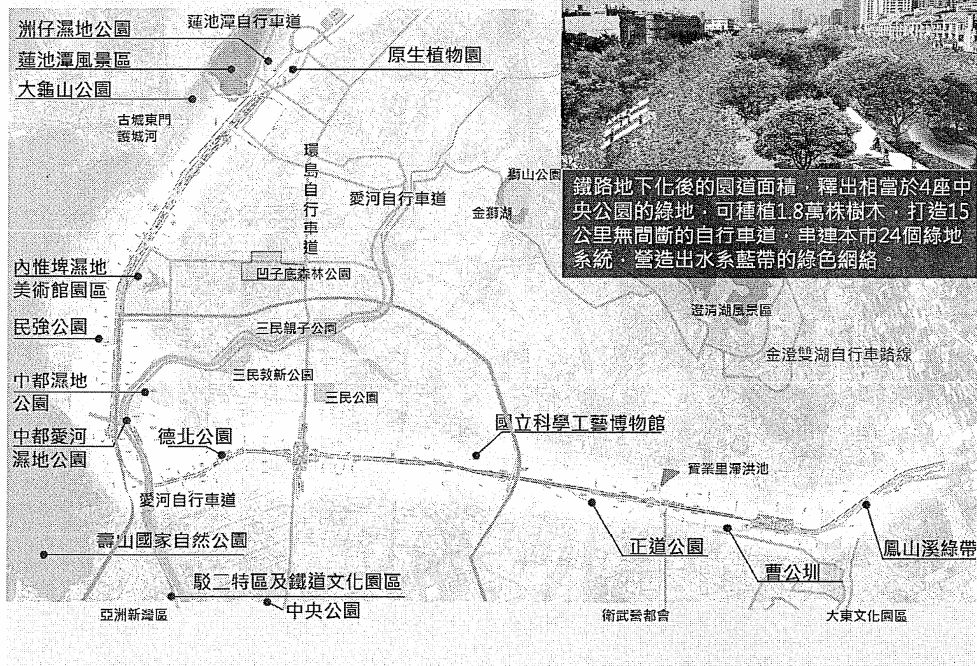 洲仔濕地公園
蓮池潭自行車道
蓮池潭風景區
原生植物園
大龜山公園
古城東門
護城河
環島自行車道
愛河自行車道
獅山公園
金獅湖
鐵路地下化後的園道面積，釋出相當於4座中
央公園的綠地，可種植1.8萬株樹木，打造15
公里無間斷的自行車道，串連本市24個綠地
系統，營造出水系藍帶的綠色網絡。
內惟埤濕地
美術館園區
凹子底森林公園
澄清湖風景區
民強公園
三民親子公園
金澄雙湖自行車路線
三民敦新公園
中都濕地
公園
三民公園
中都愛河
濕地公園
德北公園
國立科學工藝博物館
寶業里滯洪池
愛河自行車道
壽山國家自然公園
正道公園
鳳山溪綠帶
曹公圳
駁二特區及鐵道文化園區
中央公園
亞洲新灣區
衛武營都會
大東文化園區